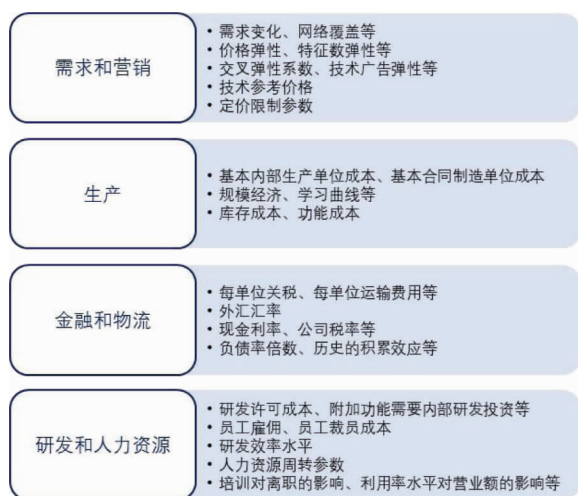 需求和营销
• 需求变化、网络覆盖等
• 价格弹性、特征数弹性等
• 交叉弹性系数、技术广告弹性等
• 技术参考价格
• 定价限制参数
生产
• 基本内部生产单位成本、基本合同制造单位成本
• 规模经济、学习曲线等
• 库存成本、功能成本
金融和物流
• 每单位关税、每单位运输费用等
• 外汇汇率
• 现金利率、公司税率等
• 负债率倍数、历史的积累效应等
研发和人力资源
• 研发许可成本、附加功能需要内部研发投资等
• 员工雇佣、员工裁员成本
• 研发效率水平
• 人力资源周转参数
• 培训对离职的影响、利用率水平对营业额的影响等